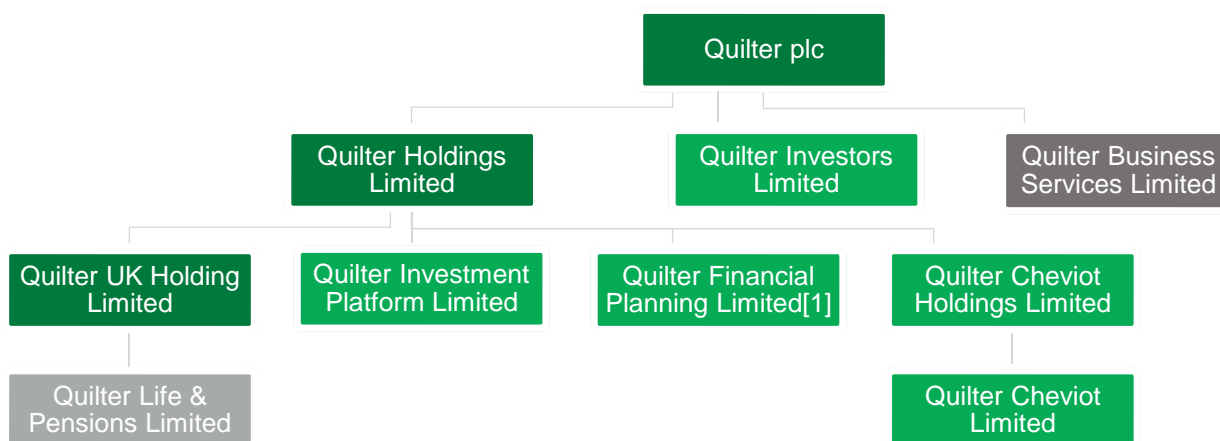 Quilter plc
Quilter Holdings
Limited
Quilter Investors
Limited
Quilter Business
Services Limited
Quilter UK Holding
Limited
Quilter Investment
Platform Limited
Quilter Financial
Planning Limited[1]
Quilter Cheviot
Holdings Limited
Quilter Life &
Pensions Limited
Quilter Cheviot
Limited